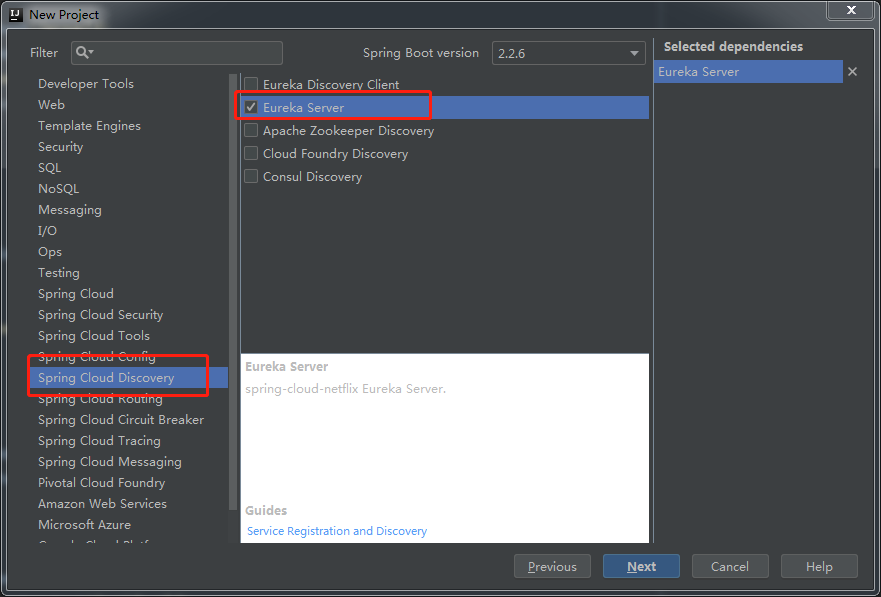 New Project
Filter
Spring Boot version 2.2.6
Developer Tools
Web
Template Engines
Security
SQL
NoSQL
Messaging
I/O
Ops
Testing
Spring Cloud
Spring Cloud Security
Spring Cloud Tools
Spring Cloud Config
Spring Cloud Discovery
Spring Cloud Routing
Spring Cloud Circuit Breaker
Spring Cloud Tracing
Spring Cloud Messaging
Pivotal Cloud Foundry
Amazon Web Services
Microsoft Azure
Eureka Discovery Client
Eureka Server
Apache Zookeeper Discovery
Cloud Foundry Discovery
Consul Discovery
Eureka Server
spring-cloud-netflix Eureka Server.
Guides
Service Registration and Discovery
Selected dependencies
Eureka Server
Previous
Next
Cancel
Help